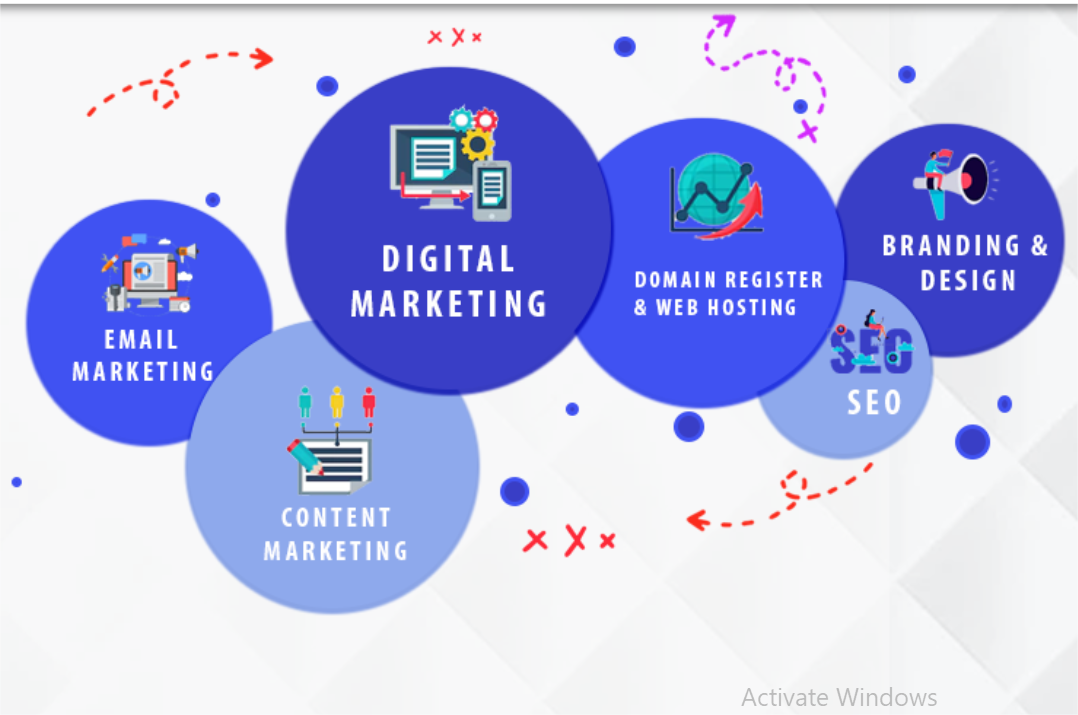 EMAIL
MARKETING
DIGITAL
MARKETING
CONTENT
MARKETING
DOMAIN REGISTER
& WEB HOSTING
BRANDING &
DESIGN
SEO
SEO
Activate Windows